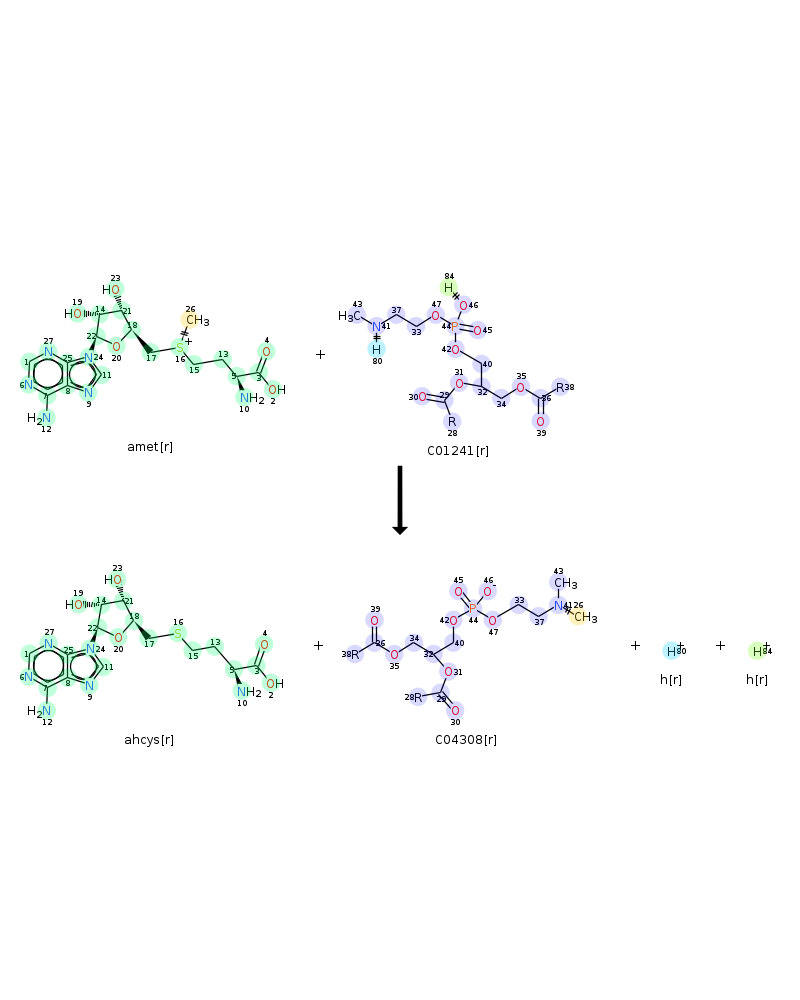 23
HO
19
HO
14
21
18
22
20
17
26
CH3
+
16
15
13
4
O
9
3
OH
2
NH2
10
27
N
1
25
24
N
11
6
N
7
8
N
9
H2N
12
amet[r]
+
84
H
43
H3C
37
47
O
O
46
N
41
33
44
P
O
45
H
80
42
O
40
31
O
35
O
R
38
30
O
29
32
34
36
R
28
O
39
C01241[r]
23
HO
19
HO
14
21
18
22
O
20
17
16
S
15
13
4
O
9
3
OH
2
NH2
10
27
N
1
25
N
24
11
6
N
7
8
N
9
H2N
12
ahcys[r]
+
45
O
46
O
-
43
CH3
39
O
42
O
P
44
33
N
41
26
CH3
O
47
37
38
R
36
O
35
34
32
40
O
31
28
R
29
O
30
C04308[r]
+
H
+
80
h[r]
+
H
+
84
h[r]